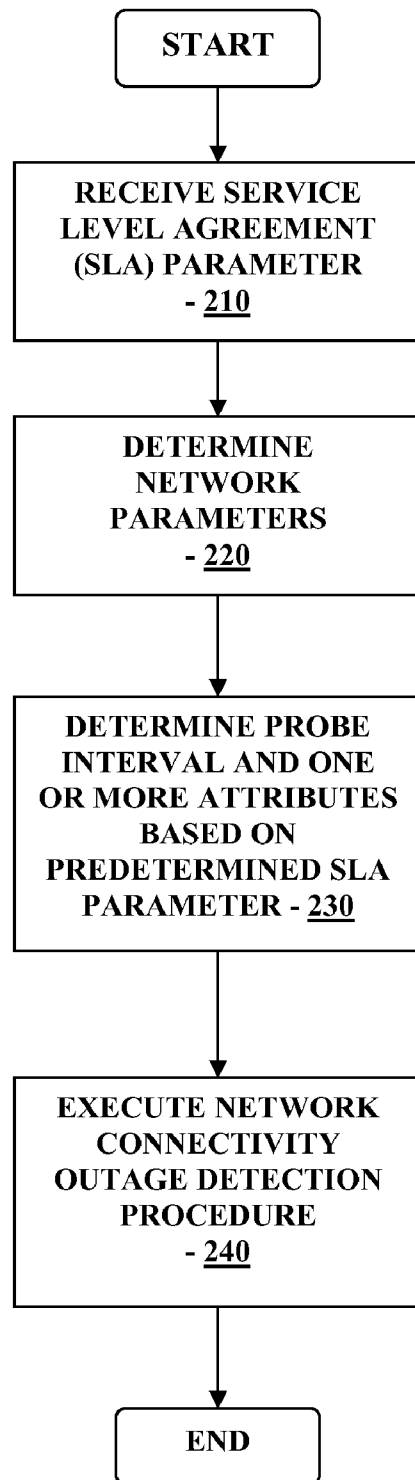 START
RECEIVE SERVICE
LEVEL AGREEMENT
(SLA) PARAMETER
- 210
DETERMINE
NETWORK
PARAMETERS
- 220
DETERMINE PROBE
INTERVAL AND ONE
OR MORE ATTRIBUTES
BASED ON
PREDETERMINED SLA
PARAMETER - 230
EXECUTE NETWORK
CONNECTIVITY
OUTAGE DETECTION
PROCEDURE
- 240
END